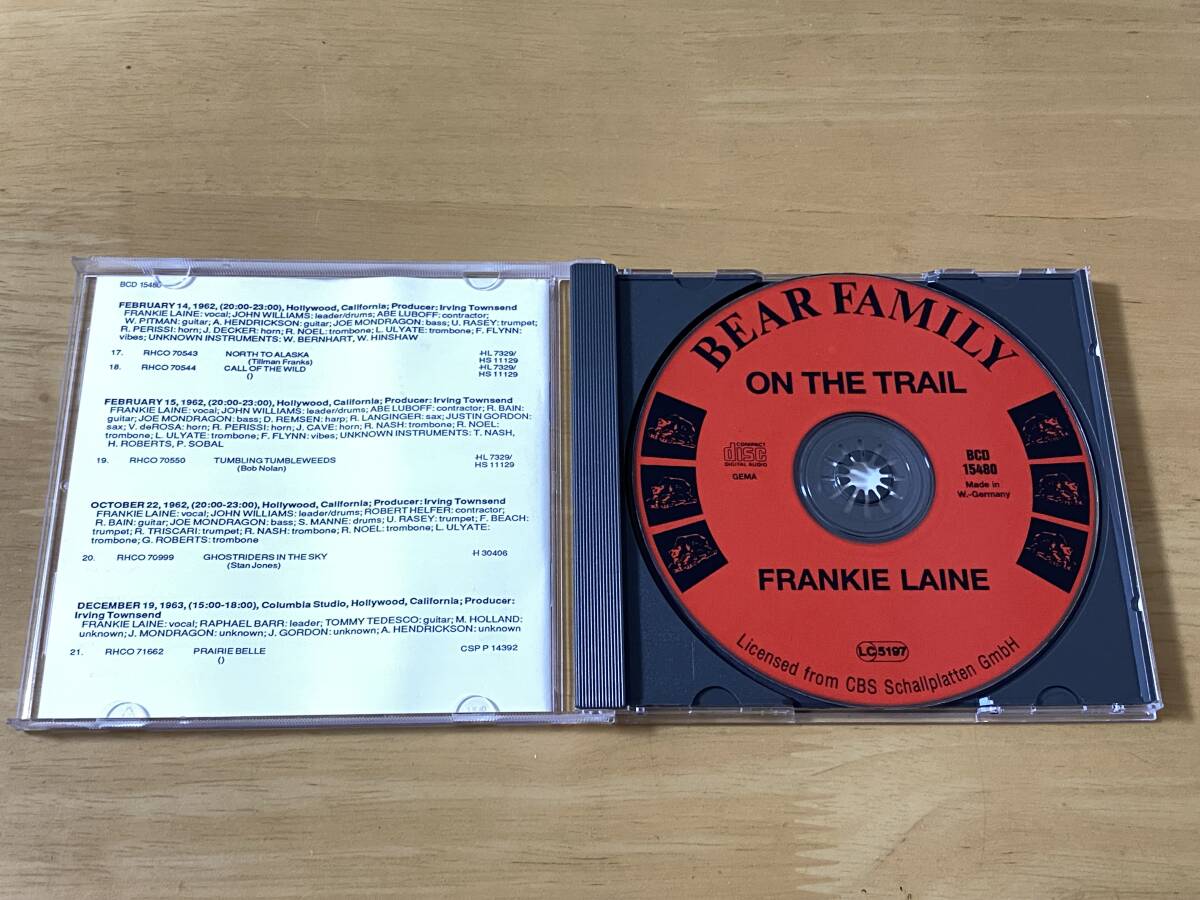 BCD 15480
FEBRUARY 14, 1962, (20:00-23:00), Hollywood, California; Producer: Irving Townsend
FRANKIE LAINE: vocal; JOHN WILLIAMS: leader/drums; ABE LUBOFF: contractor;
W. PITMAN: guitar; A. HENDRICKSON: guitar; JOE MONDRAGON: bass; U. RASEY: trumpet;
R. PERISSI: horn; J. DECKER: horn; R. NOEL: trombone; L. ULYATE: trombone; F. FLYNN:
vibes; UNKNOWN INSTRUMENTS: W. BERNHART, W. HINSHAW
17. RHCO 70543 NORTH TO ALASKA HL 7329/
(Tillman Franks) HS 11129
18. RHCO 70544 CALL OF THE WILD HL 7329/
() HS 11129
FEBRUARY 15, 1962, (20:00-23:00), Hollywood, California; Producer: Irving Townsend
FRANKIE LAINE: vocal; JOHN WILLIAMS: leader/drums; ABE LUBOFF: contractor; R. BAIN:
guitar; JOE MONDRAGON: bass; D. REMSEN: harp; R. LANGINGER: sax; JUSTIN GORDON:
sax; V. deROSA: horn; R. PERISSI: horn; J. CAVE: horn; R. NASH: trombone; R. NOEL:
trombone; L. ULYATE: trombone; F. FLYNN: vibes; UNKNOWN INSTRUMENTS: T. NASH,
H. ROBERTS, P. SOBAL
19. RHCO 70550 TUMBLING TUMBLEWEEDS HL 7329/
(Bob Nolan) HS 11129
OCTOBER 22, 1962, (20:00-23:00), Hollywood, California; Producer: Irving Townsend
FRANKIE LAINE: vocal; JOHN WILLIAMS: leader; ROBERT HELFER: contractor;
R. BAIN: guitar; JOE MONDRAGON: bass; S. MANNE: drums; U. RASEY: trumpet; F. BEACH:
trumpet; R. TRISCARI: trumpet; R. NASH: trombone; R. NOEL: trombone; L. ULYATE:
trombone; G. ROBERTS: trombone
20. RHCO 70999 GHOSTRIDERS IN THE SKY H 30406
(Stan Jones)
DECEMBER 19, 1963, (15:00-18:00), Columbia Studio, Hollywood, California; Producer:
Irving Townsend
FRANKIE LAINE: vocal; RAPHAEL BARR: leader; TOMMY TEDESCO: guitar; M. HOLLAND:
unknown; J. MONDRAGON: unknown; J. GORDON: unknown; A. HENDRICKSON: unknown
21. RHCO 71662 PRAIRIE BELLE CSP P 14392
()
BEAR FAMILY
ON THE TRAIL
COMPACT
disc
DIGITAL AUDIO
GEMA
BCD
15480
Made in
W.-Germany
FRANKIE LAINE
LC 5197
Licensed from CBS Schallplatten GmbH